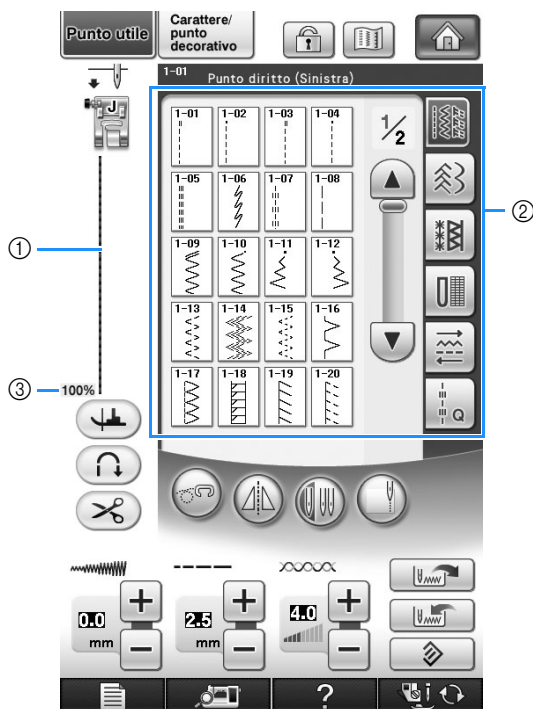 Punto utile
Carattere/
punto
decorativo
1-01
Punto diritto (Sinistra)
J
1-01 1-02 1-03 1-04
1/2
1-05 1-06 1-07 1-08
②
1-09 1-10 1-11 1-12
①
1-13 1-14 1-15 1-16
③ 100%
1-17 1-18 1-19 1-20
Q
0.0
mm
2.5
mm
4.0
?